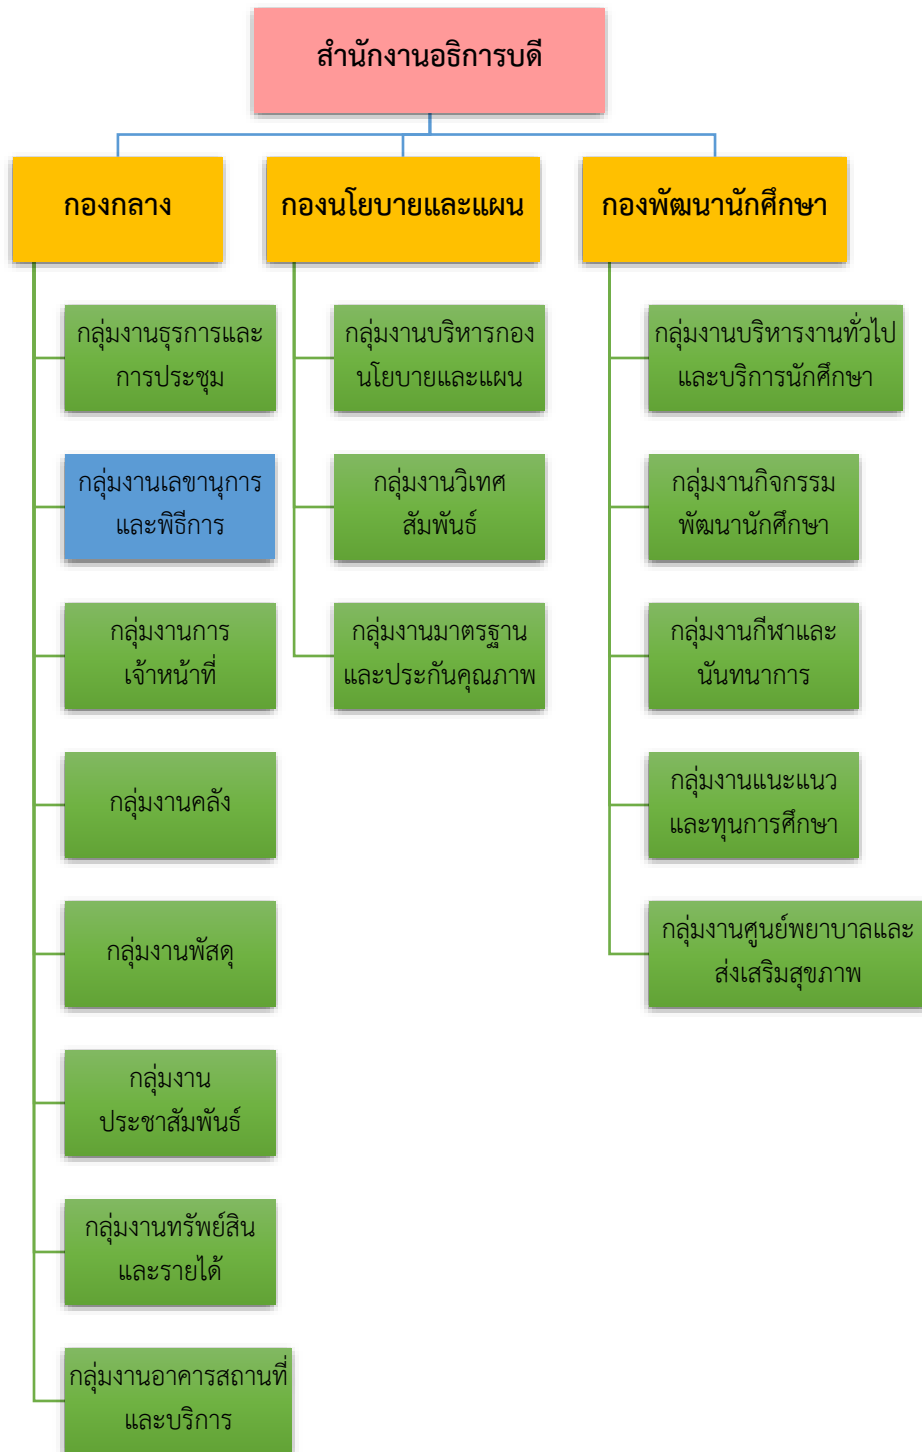 สำนักงานอธิการบดี
กองกลาง
กลุ่มงานธุรการและ
การประชุม
กลุ่มงานเลขานุการ
และพิธีการ
กลุ่มงานการ
เจ้าหน้าที่
กลุ่มงานคลัง
กลุ่มงานพัสดุ
กลุ่มงาน
ประชาสัมพันธ์
กลุ่มงานทรัพย์สิน
และรายได้
กลุ่มงานอาคารสถานที่
และบริการ
กองนโยบายและแผน
กลุ่มงานบริหารกอง
นโยบายและแผน
กลุ่มงานวิเทศ
สัมพันธ์
กลุ่มงานมาตรฐาน
และประกันคุณภาพ
กองพัฒนานักศึกษา
กลุ่มงานบริหารงานทั่วไป
และบริการนักศึกษา
กลุ่มงานกิจกรรม
พัฒนานักศึกษา
กลุ่มงานกีฬาและ
นันทนาการ
กลุ่มงานแนะแนว
และทุนการศึกษา
กลุ่มงานศูนย์พยาบาลและ
ส่งเสริมสุขภาพ